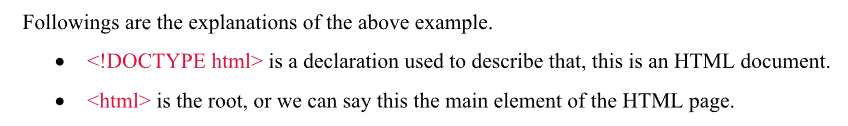 Followings are the explanations of the above example.
• <!DOCTYPE html> is a declaration used to describe that, this is an HTML document.
• <html> is the root, or we can say this the main element of the HTML page.